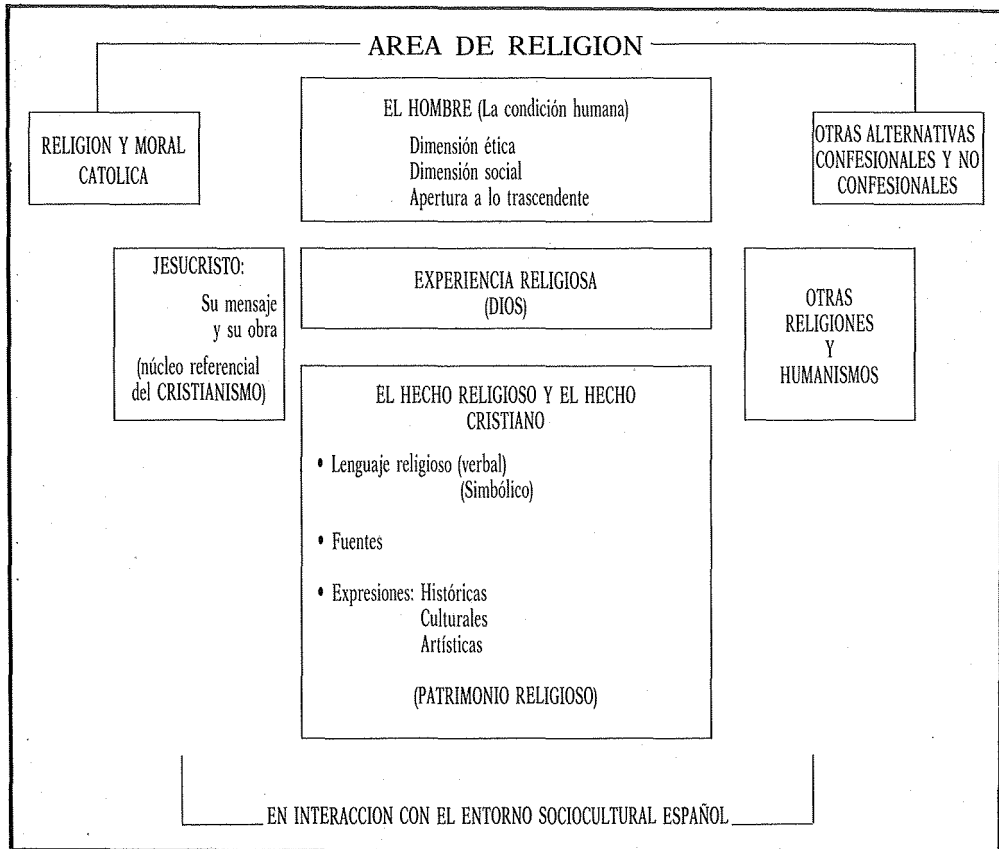 AREA DE RELIGION
RELIGION Y MORAL
CATOLICA
EL HOMBRE (La condición humana)
Dimensión ética
Dimensión social
Apertura a lo trascendente
OTRAS ALTERNATIVAS
CONFESIONALES Y NO
CONFESIONALES
JESUCRISTO:
Su mensaje
y su obra
(núcleo referencial
del CRISTIANISMO)
EXPERIENCIA RELIGIOSA
(DIOS)
OTRAS
RELIGIONES
Y
HUMANISMOS
EL HECHO RELIGIOSO Y EL HECHO
CRISTIANO
• Lenguaje religioso (verbal)
(Simbólico)
• Fuentes
• Expresiones: Históricas
Culturales
Artísticas
(PATRIMONIO RELIGIOSO)
EN INTERACCION CON EL ENTORNO SOCIOCULTURAL ESPAÑOL